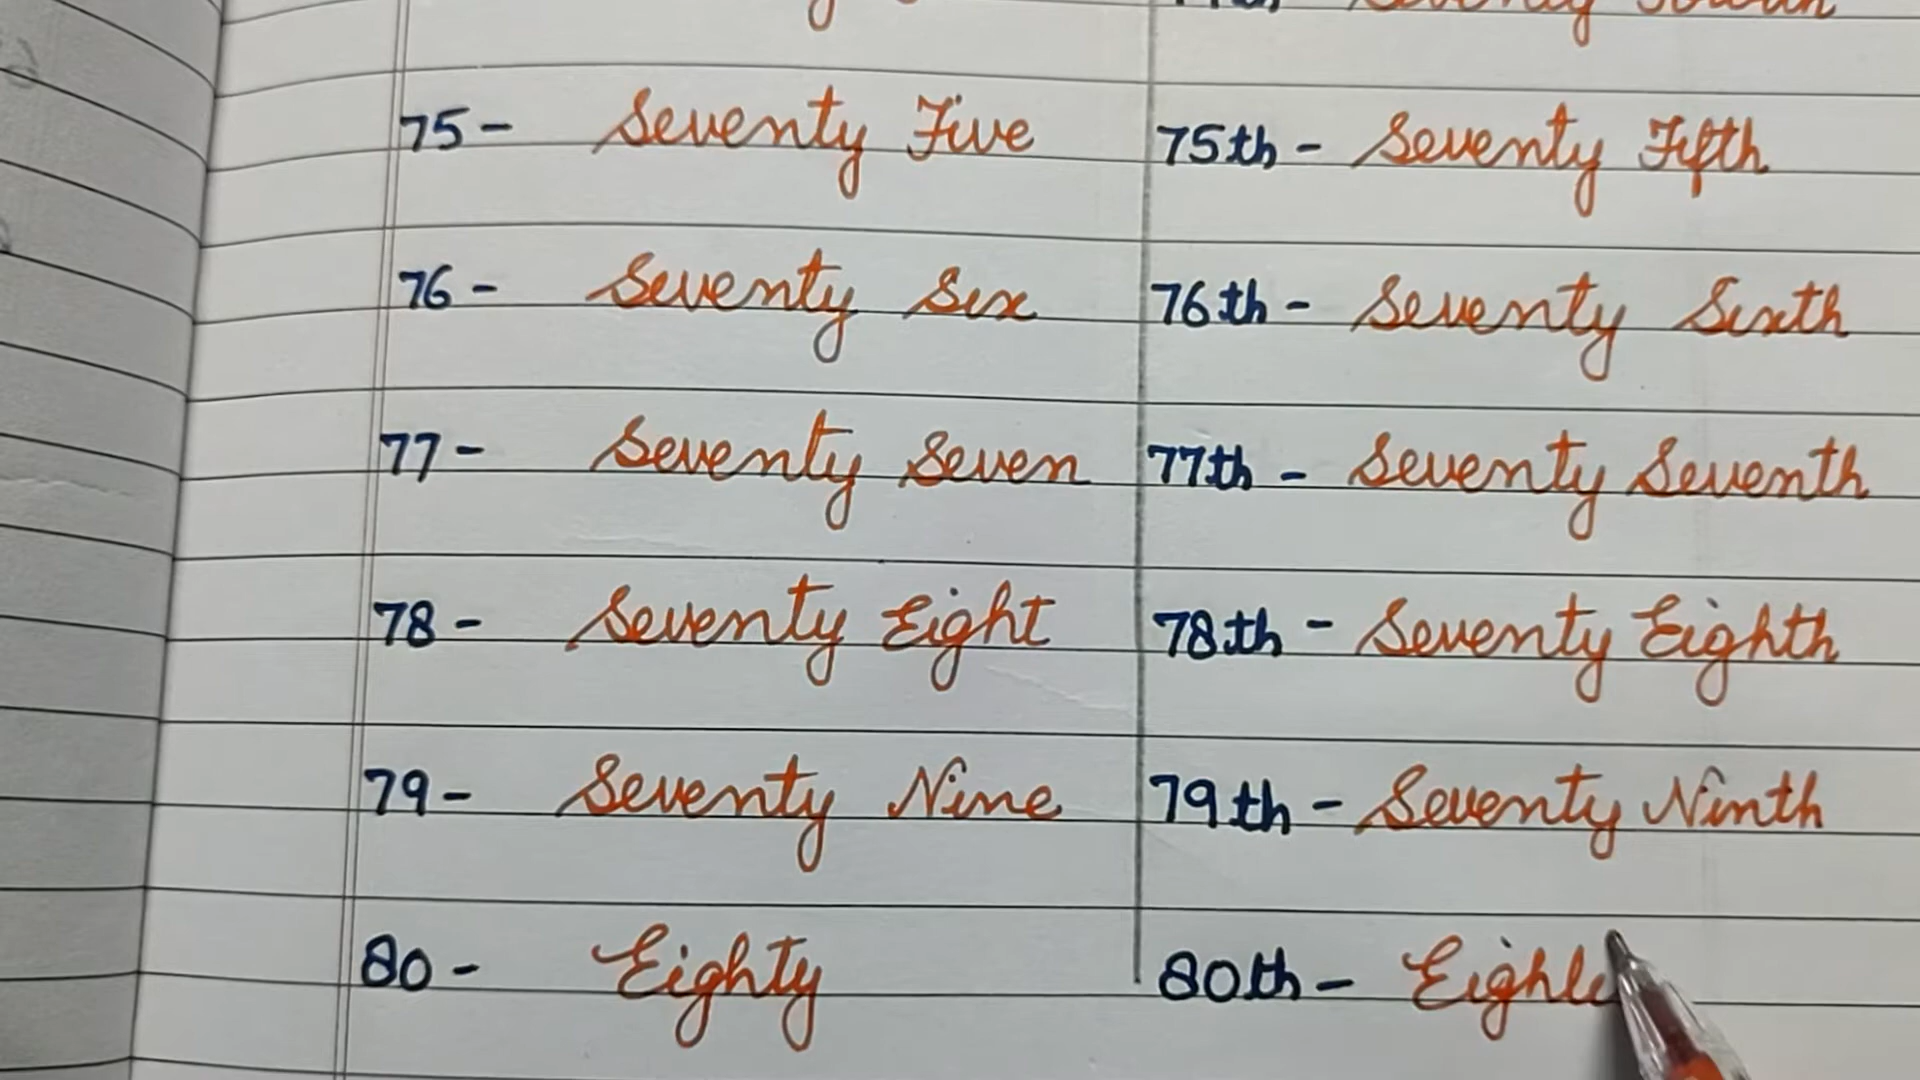 75 - Seventy Five 75th - Seventy Fifth
76 - Seventy Six 76th - Seventy Sixth
77 - Seventy Seven 77th - Seventy Seventh
78 - Seventy Eight 78th - Seventy Eighth
79 - Seventy Nine 79th - Seventy Ninth
80 - Eighty 80th -